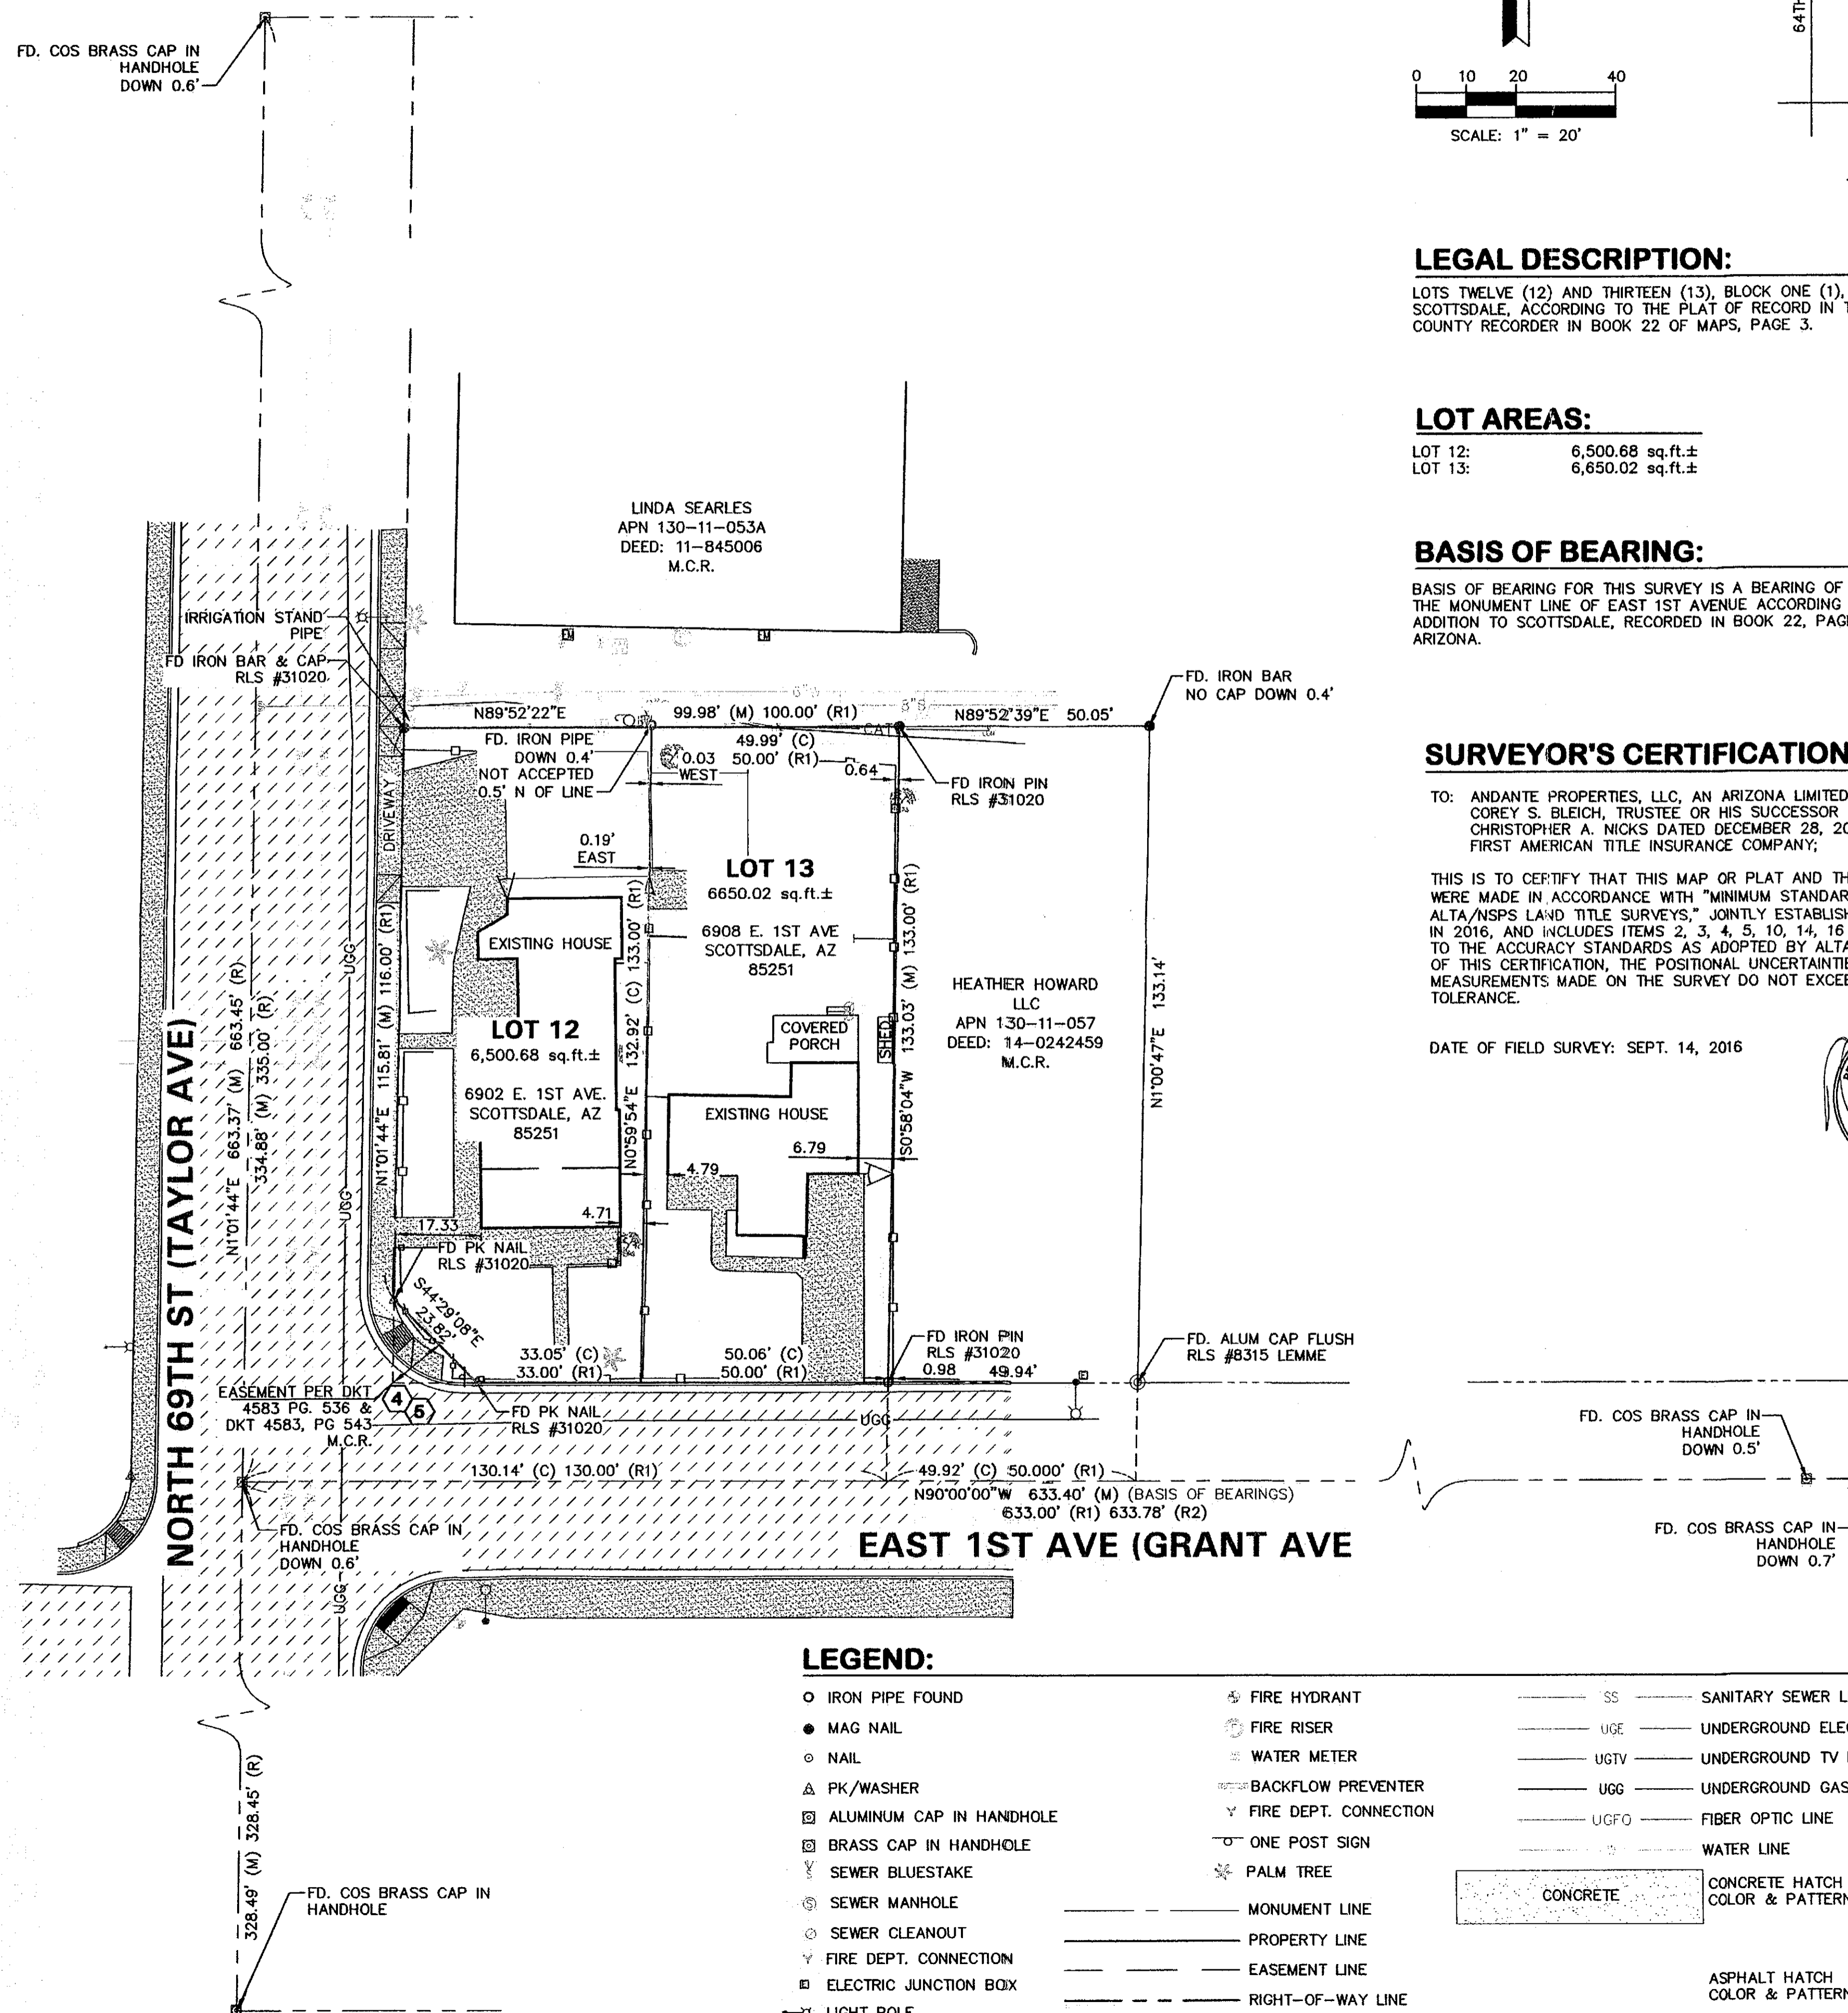 FD. COS BRASS CAP IN
HANDHOLE
DOWN 0.6'
0 10 20 40
SCALE: 1" = 20'
64TH
LEGAL DESCRIPTION:
LOTS TWELVE (12) AND THIRTEEN (13), BLOCK ONE (1),
SCOTTSDALE, ACCORDING TO THE PLAT OF RECORD IN T
COUNTY RECORDER IN BOOK 22 OF MAPS, PAGE 3.
LOT AREAS:
LOT 12: 6,500.68 sq.ft.±
LOT 13: 6,650.02 sq.ft.±
BASIS OF BEARING:
BASIS OF BEARING FOR THIS SURVEY IS A BEARING OF
THE MONUMENT LINE OF EAST 1ST AVENUE ACCORDING
ADDITION TO SCOTTSDALE, RECORDED IN BOOK 22, PAG
ARIZONA.
SURVEYOR'S CERTIFICATION
TO: ANDANTE PROPERTIES, LLC, AN ARIZONA LIMITED
COREY S. BLEICH, TRUSTEE OR HIS SUCCESSOR
CHRISTOPHER A. NICKS DATED DECEMBER 28, 20
FIRST AMERICAN TITLE INSURANCE COMPANY;
THIS IS TO CERTIFY THAT THIS MAP OR PLAT AND TH
WERE MADE IN ACCORDANCE WITH "MINIMUM STANDAR
ALTA/NSPS LAND TITLE SURVEYS," JOINTLY ESTABLISH
IN 2016, AND INCLUDES ITEMS 2, 3, 4, 5, 10, 14, 16
TO THE ACCURACY STANDARDS AS ADOPTED BY ALTA
OF THIS CERTIFICATION, THE POSITIONAL UNCERTAINTIE
MEASUREMENTS MADE ON THE SURVEY DO NOT EXCEE
TOLERANCE.
DATE OF FIELD SURVEY: SEPT. 14, 2016
LINDA SEARLES
APN 130-11-053A
DEED: 11-845006
M.C.R.
IRRIGATION STAND
PIPE
FD IRON BAR & CAP
RLS #31020
FD. IRON BAR
NO CAP DOWN 0.4'
N89°52'22"E 99.98' (M) 100.00' (R1)
N89°52'39"E 50.05'
8"S
CAT
49.99' (C)
50.00' (R1)
FD. IRON PIPE
DOWN 0.4'
NOT ACCEPTED
0.5' N OF LINE
0.03
WEST
0.64
FD IRON PIN
RLS #31020
DRIVEWAY
0.19'
EAST
LOT 13
6650.02 sq.ft.±
6908 E. 1ST AVE
SCOTTSDALE, AZ
85251
EXISTING HOUSE
LOT 12
6,500.68 sq.ft.±
6902 E. 1ST AVE.
SCOTTSDALE, AZ
85251
COVERED
PORCH
SHED
EXISTING HOUSE
HEATHER HOWARD
LLC
APN 130-11-057
DEED: 14-0242459
M.C.R.
N1°00'47"E 133.14'
S0°58'04"W 133.03' (M) 133.00' (R1)
N0°59'54"E 132.92' (C) 133.00' (R1)
N1°01'44"E 115.81' (M) 116.00' (R1)
N1°01'44"E 663.37' (M) 663.45' (R)
334.88' (M) 335.00' (R)
NORTH 69TH ST (TAYLOR AVE)
UGG
UGG
6.79
4.79
4.71
17.33
FD PK NAIL
RLS #31020
S44°29'08"E
23.82'
33.05' (C)
33.00' (R1)
50.06' (C)
50.00' (R1)
FD IRON PIN
RLS #31020
0.98 49.94'
FD. ALUM CAP FLUSH
RLS #8315 LEMME
EASEMENT PER DKT
4583 PG. 536 &
DKT 4583, PG 543
M.C.R.
4
5
FD PK NAIL
RLS #31020
UGG
130.14' (C) 130.00' (R1)
49.92' (C) 50.000' (R1)
N90°00'00"W 633.40' (M) (BASIS OF BEARINGS)
633.00' (R1) 633.78' (R2)
EAST 1ST AVE (GRANT AVE
FD. COS BRASS CAP IN
HANDHOLE
DOWN 0.5'
FD. COS BRASS CAP IN
HANDHOLE
DOWN 0.7'
FD. COS BRASS CAP IN
HANDHOLE
DOWN 0.6'
UGG
328.49' (M) 328.45' (R)
FD. COS BRASS CAP IN
HANDHOLE
LEGEND:
IRON PIPE FOUND
MAG NAIL
NAIL
PK/WASHER
ALUMINUM CAP IN HANDHOLE
BRASS CAP IN HANDHOLE
SEWER BLUESTAKE
SEWER MANHOLE
SEWER CLEANOUT
FIRE DEPT. CONNECTION
ELECTRIC JUNCTION BOX
LIGHT POLE
FIRE HYDRANT
FIRE RISER
WATER METER
BACKFLOW PREVENTER
FIRE DEPT. CONNECTION
ONE POST SIGN
PALM TREE
MONUMENT LINE
PROPERTY LINE
EASEMENT LINE
RIGHT-OF-WAY LINE
SS SANITARY SEWER L
UGE UNDERGROUND ELE
UGTV UNDERGROUND TV
UGG UNDERGROUND GAS
UGFO FIBER OPTIC LINE
WATER LINE
CONCRETE
CONCRETE HATCH
COLOR & PATTERN
ASPHALT HATCH
COLOR & PATTERN